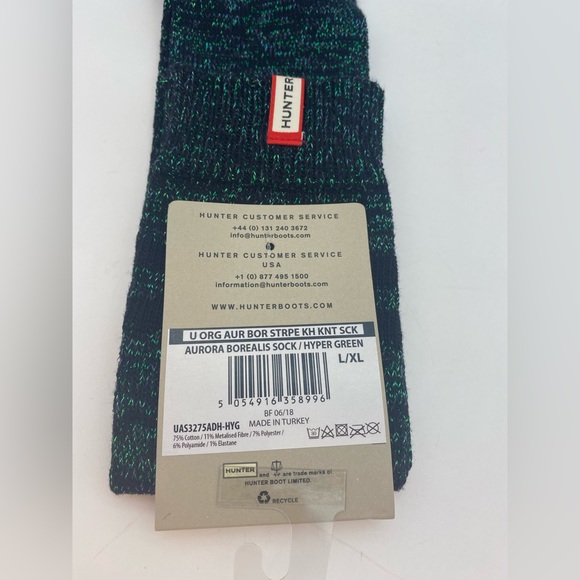 HUNTER
HUNTER CUSTOMER SERVICE
+44 (0) 131 240 3672
info@hunterboots.com
HUNTER CUSTOMER SERVICE
USA
+1 (0) 877 495 1500
information@hunterboots.com
WWW.HUNTERBOOTS.COM
U ORG AUR BOR STRPE KH KNT SCK
AURORA BOREALIS SOCK / HYPER GREEN
L/XL
5 054916 358996
BF 06/18
UAS3275ADH-HYG MADE IN TURKEY
75% Cotton / 11% Metalised Fibre / 7% Polyester /
6% Polyamide / 1% Elastane
HUNTER and are trade marks of
HUNTER BOOT LIMITED
RECYCLE